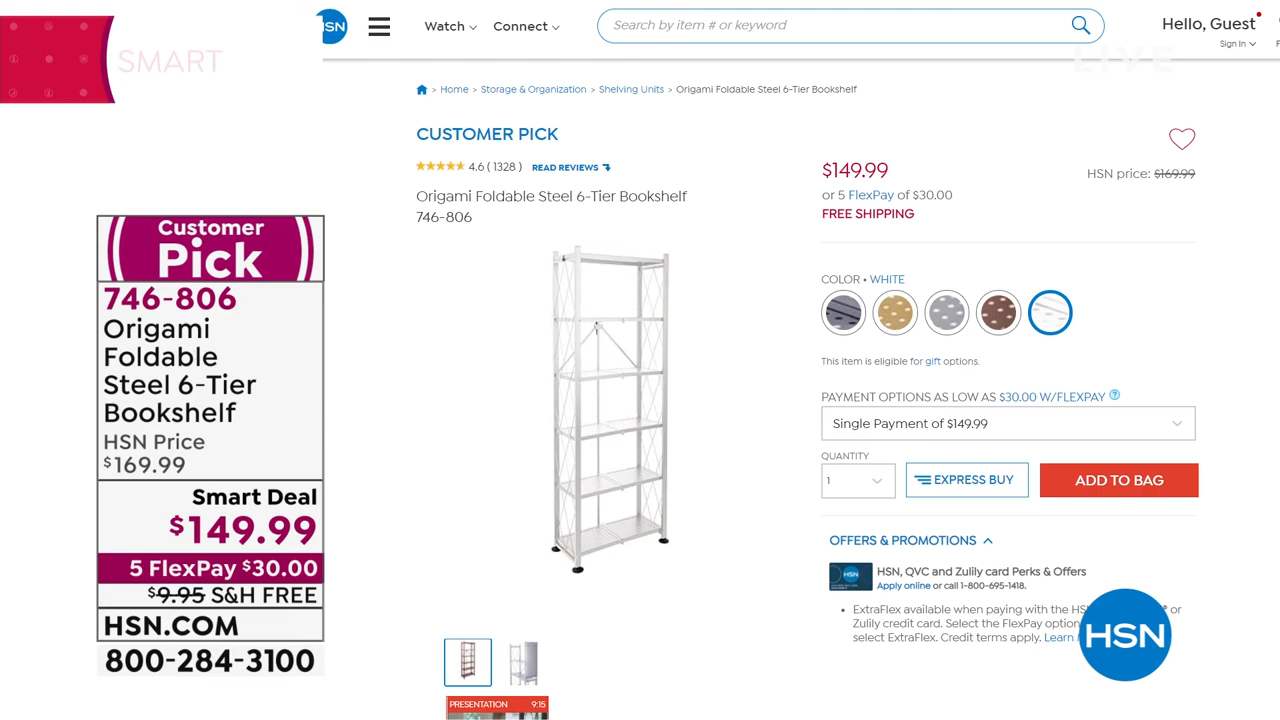 SMART
HSN
Watch
Connect
Search by item # or keyword
Hello, Guest
Sign In
LIVE
> Home > Storage & Organization > Shelving Units > Origami Foldable Steel 6-Tier Bookshelf
CUSTOMER PICK
4.6 ( 1328 ) READ REVIEWS
Origami Foldable Steel 6-Tier Bookshelf
746-806
$149.99
HSN price: $169.99
or 5 FlexPay of $30.00
FREE SHIPPING
COLOR • WHITE
This item is eligible for gift options.
PAYMENT OPTIONS AS LOW AS $30.00 W/FLEXPAY ?
Single Payment of $149.99
QUANTITY
1
EXPRESS BUY
ADD TO BAG
OFFERS & PROMOTIONS
HSN
HSN, QVC and Zulily card Perks & Offers
Apply online or call 1-800-695-1418.
• ExtraFlex available when paying with the HS or
Zulily credit card. Select the FlexPay option
select ExtraFlex. Credit terms apply. Learn
HSN
PRESENTATION 9:15
Customer
Pick
746-806
Origami
Foldable
Steel 6-Tier
Bookshelf
HSN Price
$169.99
Smart Deal
$149.99
5 FlexPay $30.00
$9.95 S&H FREE
HSN.COM
800-284-3100